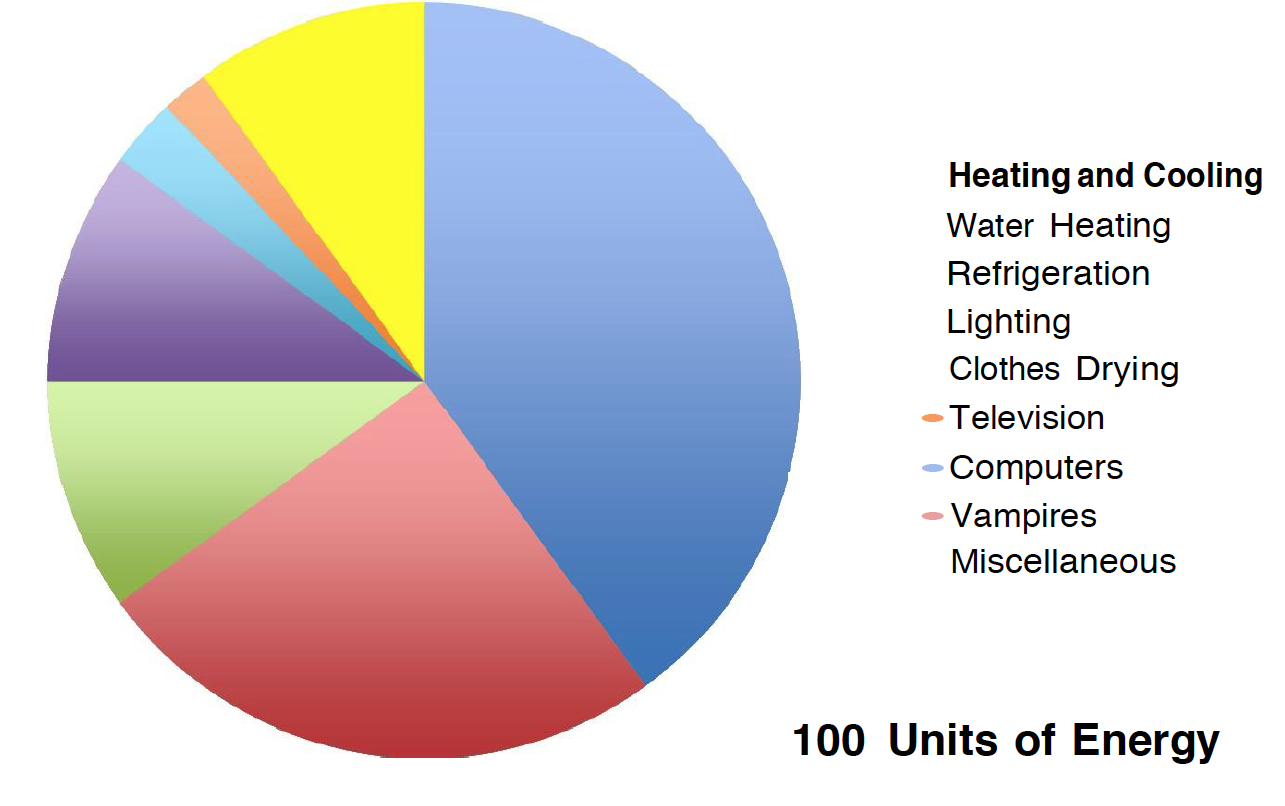 Heating and Cooling
Water Heating
Refrigeration
Lighting
Clothes Drying
Television
Computers
Vampires
Miscellaneous
100 Units of Energy